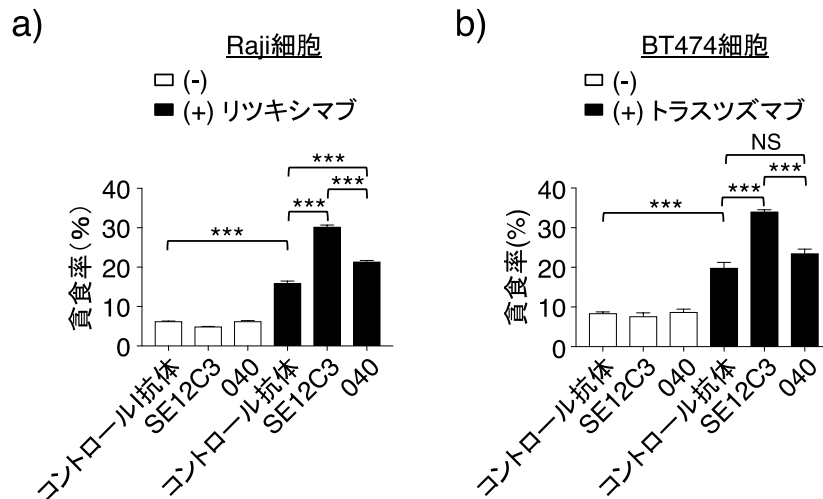 a)
Raji細胞
(-)
(+) リツキシマブ
***
***
***
***
貪食率(%)
40
30
20
10
0
コントロールI抗体
SE12C3
040
コントロール抗体
SE12C3
040
b)
BT474細胞
(-)
(+) トラスツズマブ
NS
***
***
***
貪食率(%)
40
30
20
10
0
コントロール抗体
SE12C3
040
コントロール抗体
SE12C3
040